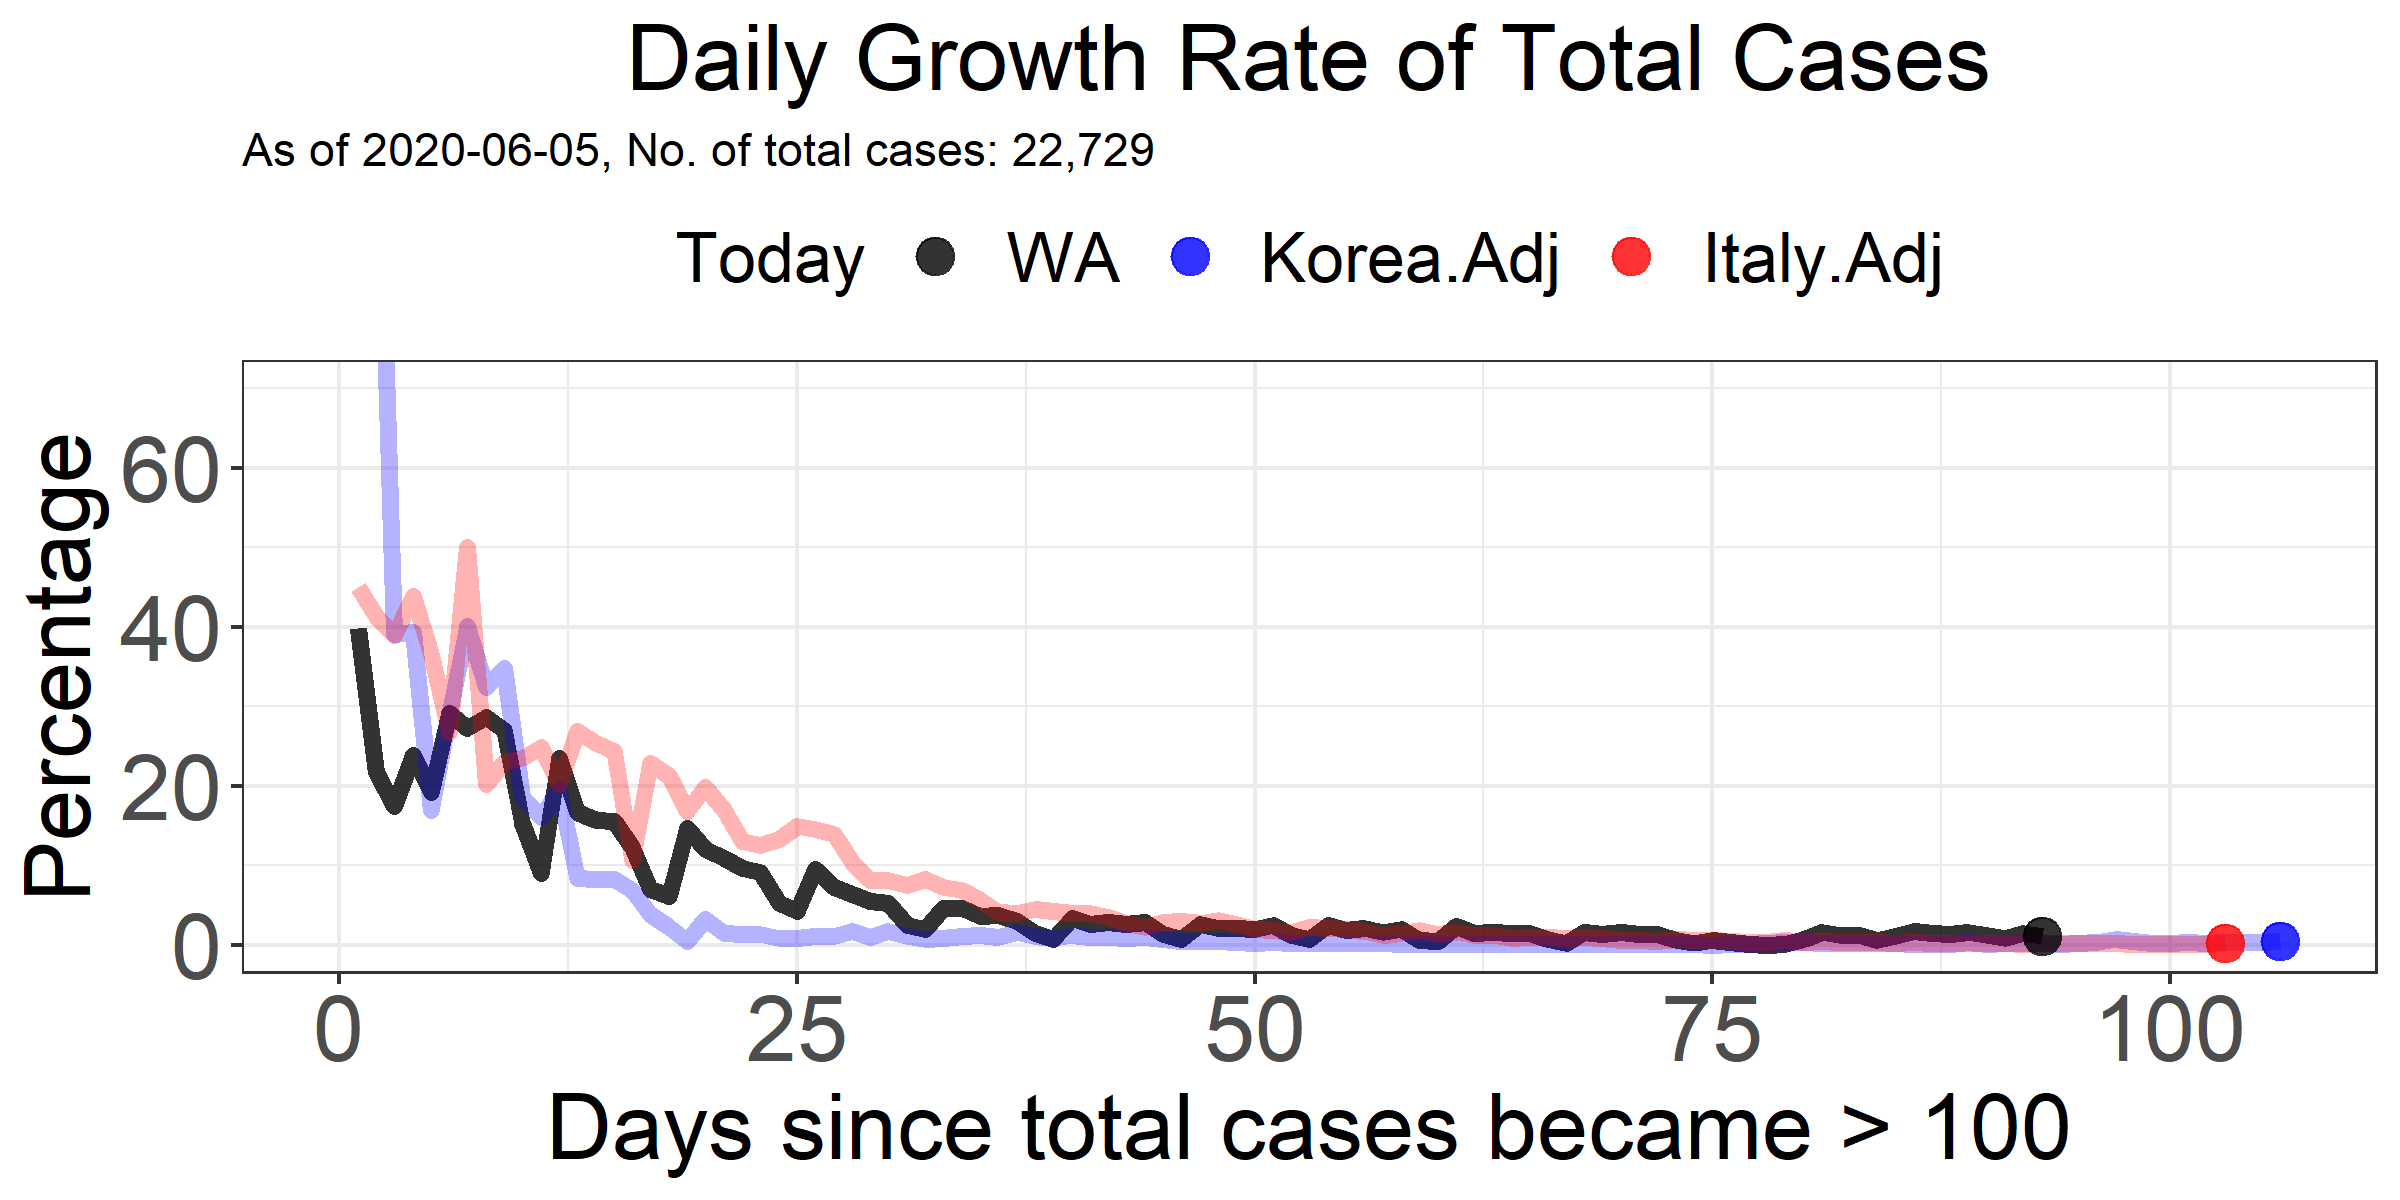 Daily Growth Rate of Total Cases
As of 2020-06-05, No. of total cases: 22,729
Today WA Korea.Adj Italy.Adj
Percentage
60
40
20
0
0 25 50 75 100
Days since total cases became > 100